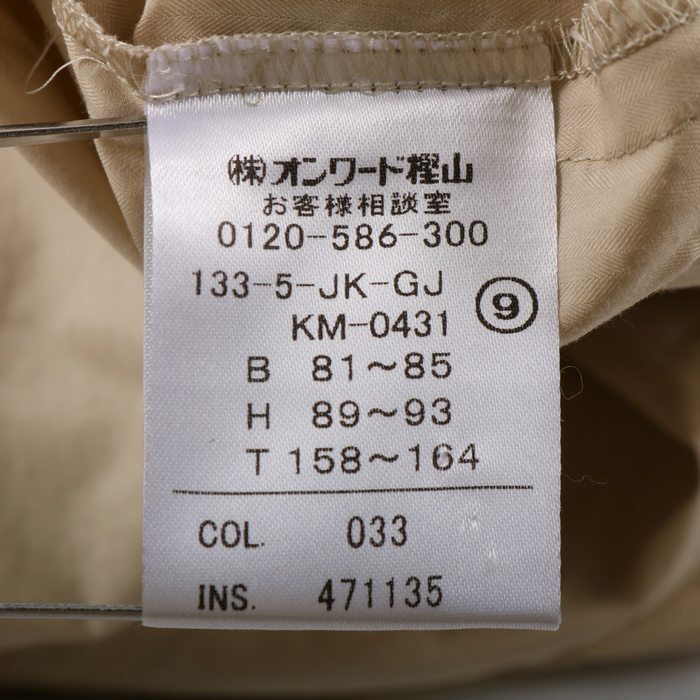 (株)オンワード樫山
お客様相談室
0120-586-300
133-5-JK-GJ
⑨
KM-0431
B 81~85
H 89~93
T 158~164
COL. 033
INS. 471135